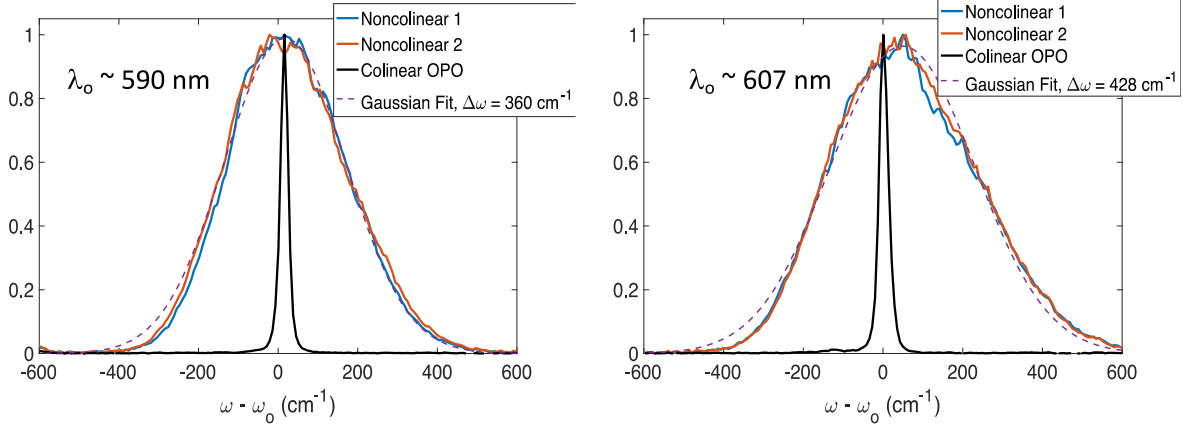 Noncolinear 1
Noncolinear 2
Colinear OPO
Gaussian Fit, Δω = 360 cm⁻¹
λₒ ~ 590 nm
1
0.8
0.6
0.4
0.2
0
-600 -400 -200 0 200 400 600
ω - ωₒ (cm⁻¹)
Noncolinear 1
Noncolinear 2
Colinear OPO
Gaussian Fit, Δω = 428 cm⁻¹
λₒ ~ 607 nm
1
0.8
0.6
0.4
0.2
0
-600 -400 -200 0 200 400 600
ω - ωₒ (cm⁻¹)